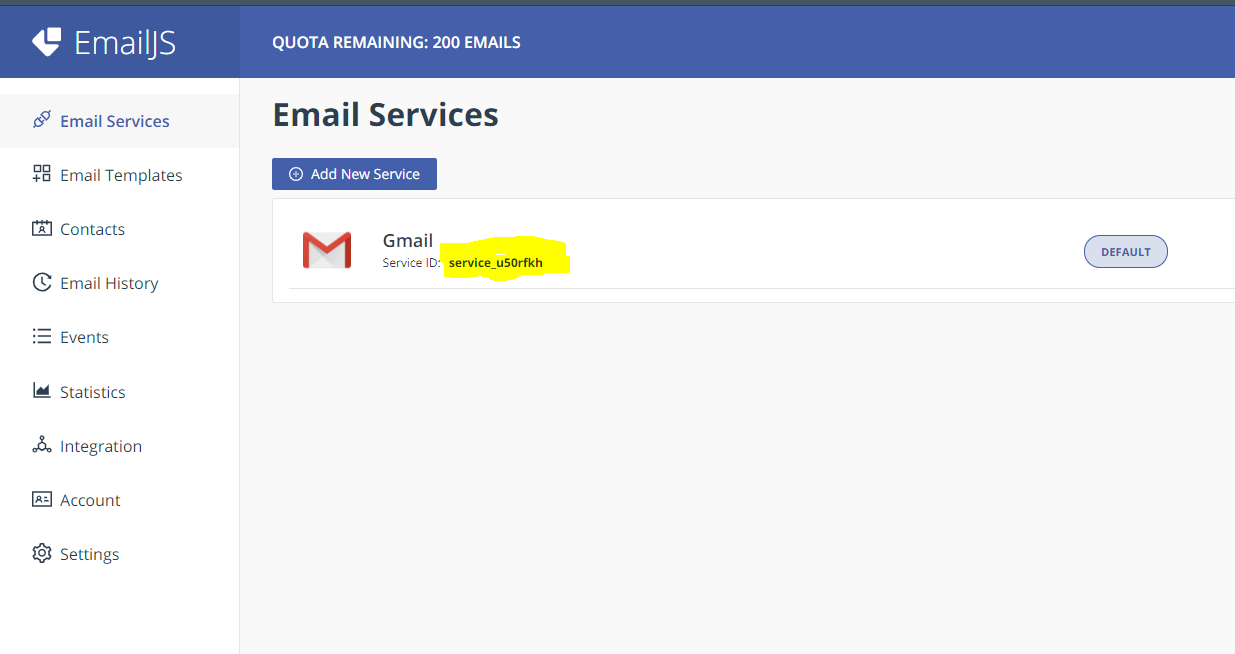 EmailJS
QUOTA REMAINING: 200 EMAILS
Email Services
Email Templates
Contacts
Email History
Events
Statistics
Integration
Account
Settings
Email Services
Add New Service
Gmail
Service ID: service_u50rfkh
DEFAULT